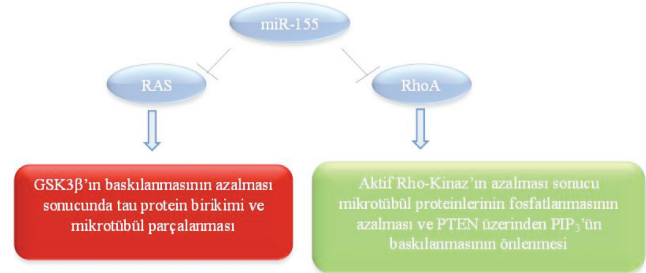 miR-155
RAS
RhoA
GSK3β’ın baskılanmasının azalması
sonucunda tau protein birikimi ve
mikrotübül parçalanması
Aktif Rho-Kinaz’ın azalması sonucu
mikrotübül proteinlerinin fosfatlanmasının
azalması ve PTEN üzerinden PIP₃’ün
baskılanmasının önlenmesi